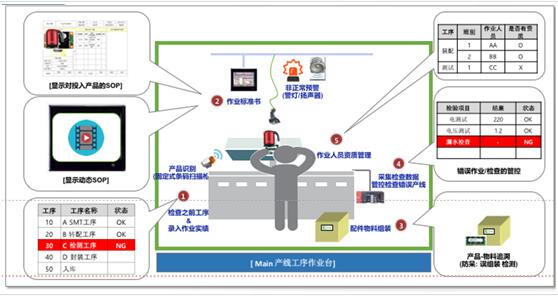 [显示对投入产品的SOP]
[显示动态SOP]
工序 工序名称 状态
10 A SMT工序 OK
20 B 装配工序 OK
30 C 检测工序 NG
40 D 封装工序
50 入库
② 作业标准书
非正常预警
(警灯/扬声器)
产品识别
(固定式条码扫描枪)
①
检查之前工序
&
录入作业实绩
⑤
作业人员资质管理
④
采集检查数据
管控检查错误产线
配件物料组装 ③
[ Main 产线工序作业台]
工序 班别 作业人员 是否有资质
装配 1 AA O
2 BB O
测试 1 CC X
检验项目 结果 状态
电测试 220 OK
电压测试 1.2 OK
漏水检查 - NG
错误作业/检查的管控
产品-物料追溯
(防呆: 误组装 检测)